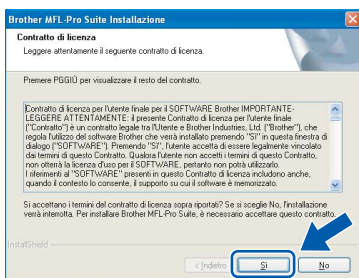 Brother MFL-Pro Suite Installazione
Contratto di licenza
Leggere attentamente il seguente contratto di licenza.
Premere PGGIÙ per visualizzare il resto del contratto.
Contratto di licenza per l'utente finale per il SOFTWARE Brother IMPORTANTE-
LEGGERE ATTENTAMENTE: il presente Contratto di licenza per l'utente finale
("Contratto") è un contratto legale tra l'Utente e Brother Industries, Ltd. ("Brother"), che
regola l'utilizzo del software Brother che verrà installato premendo "Sì" in questa finestra di
dialogo ("SOFTWARE"). Premendo "Sì", l'utente accetta di essere legalmente vincolato
dai termini di questo Contratto. Qualora l'utente non accetti i termini di questo Contratto,
non otterrà la licenza d'uso per il SOFTWARE, pertanto non potrà utilizzarlo.
I riferimenti al "SOFTWARE" presenti in questo Contratto di licenza includono anche,
quando il contesto lo consente, il supporto su cui il software è memorizzato.
Si accettano i termini del contratto di licenza sopra riportati? Se si sceglie No, l'installazione
verrà interrotta. Per installare Brother MFL-Pro Suite, è necessario accettare questo contratto.
InstallShield
< Indietro
Sì
No